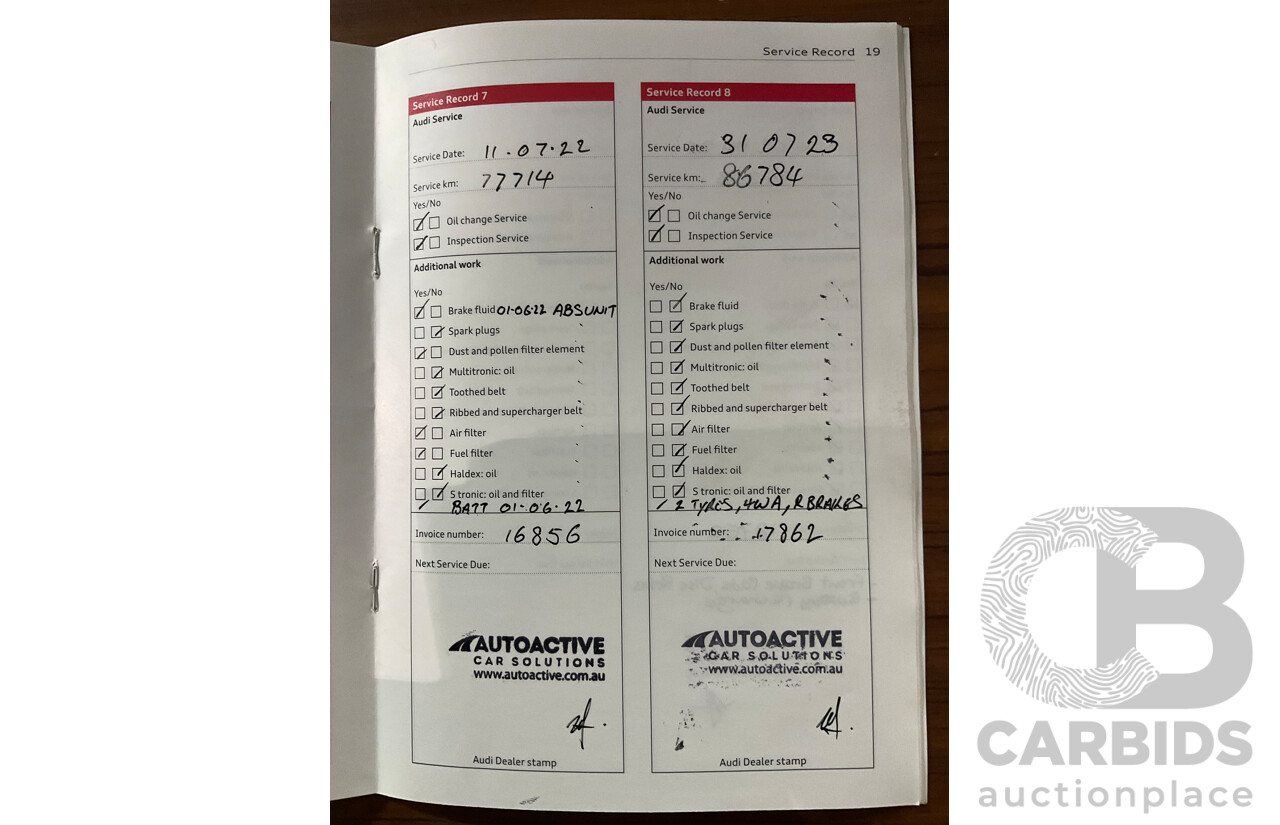 Service Record 19
Service Record 7
Audi Service
Service Date: 11-07-22
Service km: 77714
Yes/No
Oil change Service
Inspection Service
Additional work
Yes/No
Brake fluid 01-06-22 ABS UNIT
Spark plugs
Dust and pollen filter element
Multitronic: oil
Toothed belt
Ribbed and supercharger belt
Air filter
Fuel filter
Haldex: oil
S tronic: oil and filter
BATT 01-06-22
Invoice number: 16856
Next Service Due:
AUTOACTIVE
CAR SOLUTIONS
www.autoactive.com.au
Audi Dealer stamp
Service Record 8
Audi Service
Service Date: 31 07 23
Service km: 86784
Yes/No
Oil change Service
Inspection Service
Additional work
Yes/No
Brake fluid
Spark plugs
Dust and pollen filter element
Multitronic: oil
Toothed belt
Ribbed and supercharger belt
Air filter
Fuel filter
Haldex: oil
S tronic: oil and filter
2 TYRES, 4WA, R BRAKES
Invoice number: 17862
Next Service Due:
AUTOACTIVE
CAR SOLUTIONS
www.autoactive.com.au
Audi Dealer stamp
CB
CARBIDS
auctionplace